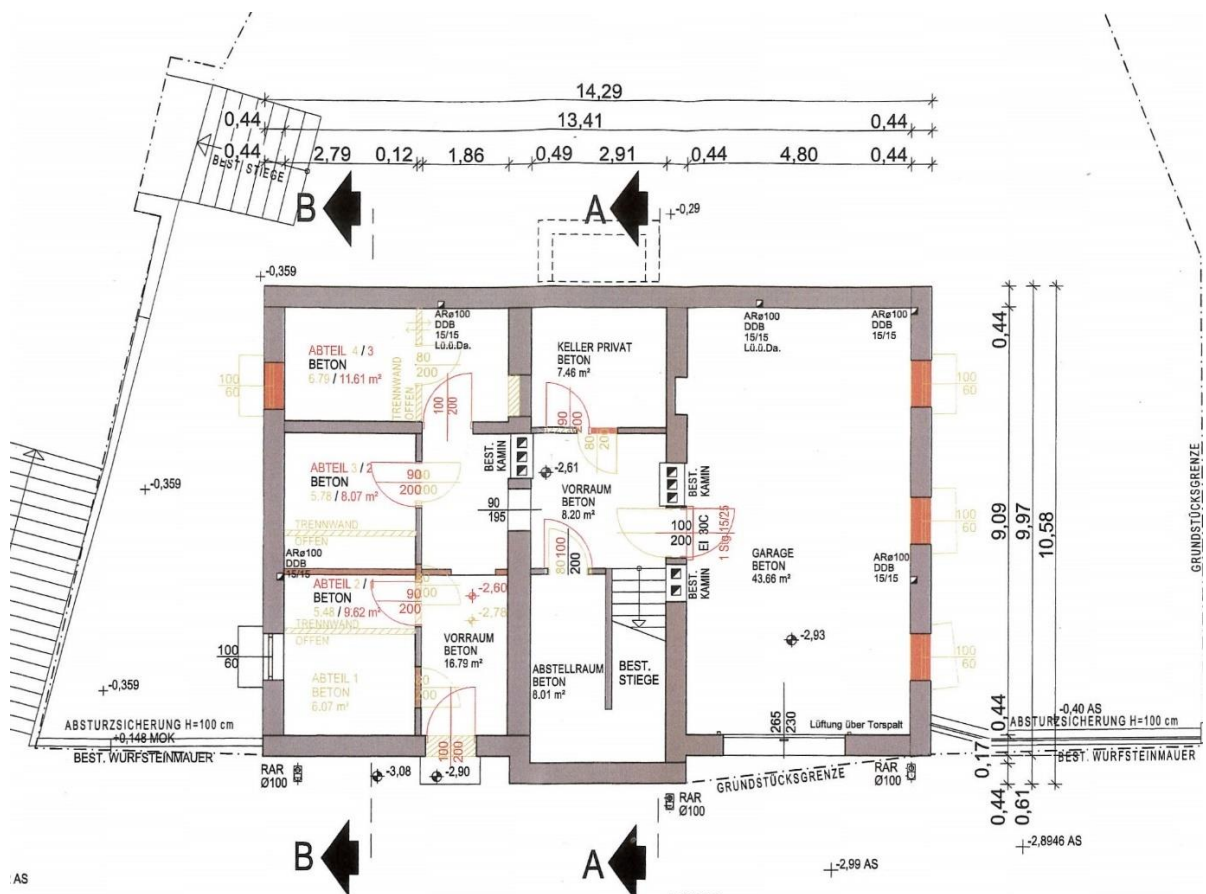 14,29
0,44
13,41
0,44
0,44
2,79
0,12
1,86
0,49
2,91
0,44
4,80
0,44
BEST. STIEGE
B
A
-0,29
-0,359
ARø100
DDB
15/15
Lü.ü.Da.
ARø100
DDB
15/15
Lü.ü.Da.
ARø100
DDB
15/15
ABTEIL 4 / 3
BETON
6.79 / 11.61 m²
TRENNWAND
OFFEN
80
200
100
200
KELLER PRIVAT
BETON
7.46 m²
90
200
80
200
100
60
100
60
0,44
ABTEIL 3 / 2
BETON
5.78 / 8.07 m²
90
200
BEST.
KAMIN
-2,61
VORRAUM
BETON
8.20 m²
BEST.
KAMIN
-0,359
TRENNWAND
OFFEN
90
195
100
200
EI 30C
1 Stg.15/25
100
60
9,09
9,97
10,58
GRUNDSTÜCKSGRENZE
ARø100
DDB
15/15
80
100
200
GARAGE
BETON
43.66 m²
ARø100
DDB
15/15
BEST.
KAMIN
ABTEIL 2 / 1
BETON
5.48 / 9.62 m²
90
200
-2,60
-2,78
TRENNWAND
OFFEN
100
60
VORRAUM
BETON
16.79 m²
-2,93
100
60
ABTEIL 1
BETON
6.07 m²
ABSTELLRAUM
BETON
8.01 m²
BEST.
STIEGE
-0,359
ABSTURZSICHERUNG H=100 cm
+0,148 MOK
BEST. WURFSTEINMAUER
100
200
265
230
Lüftung über Torspalt
0,44
-0,40 AS
ABSTURZSICHERUNG H=100 cm
BEST. WURFSTEINMAUER
0,17
RAR
Ø100
-3,08
-2,90
GRUNDSTÜCKSGRENZE
RAR
Ø100
RAR
Ø100
0,44
0,61
-2,8946 AS
B
A
-2,99 AS
AS